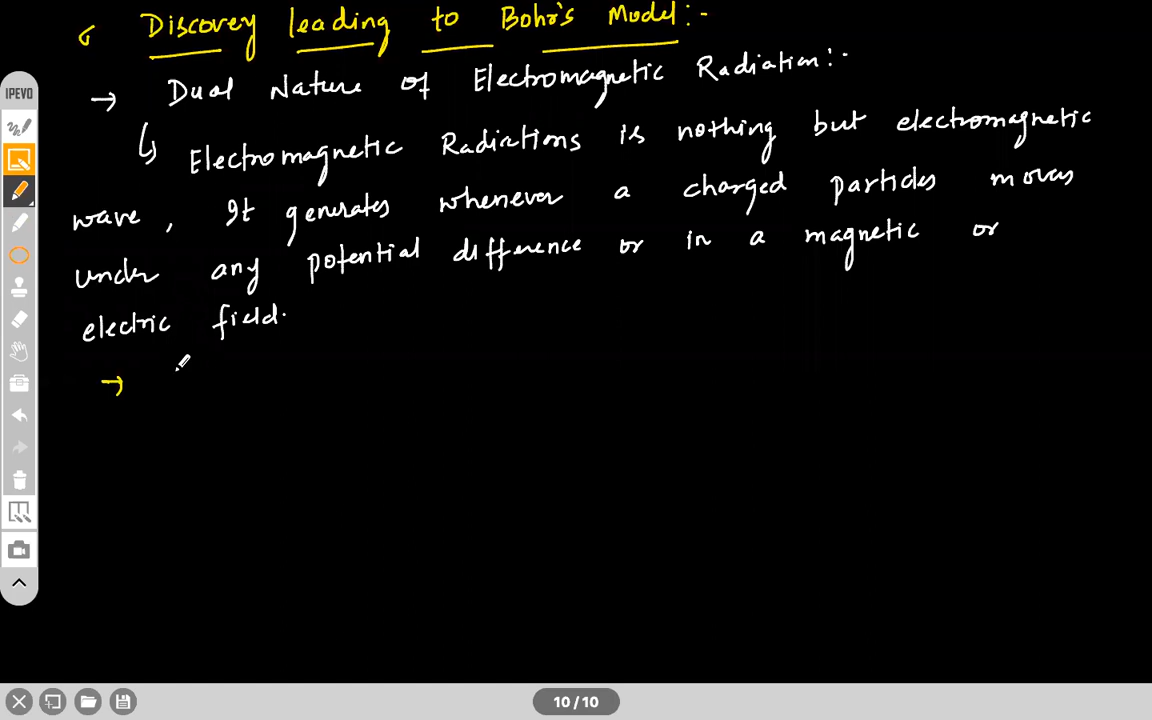 Discovery leading to Bohr's Model:-
→ Dual Nature of Electromagnetic Radiation:-
↳ Electromagnetic Radiations is nothing but electromagnetic
wave, It generates whenever a charged particles moves
under any potential difference or in a magnetic or
electric field.
→
IPEVO
10/10